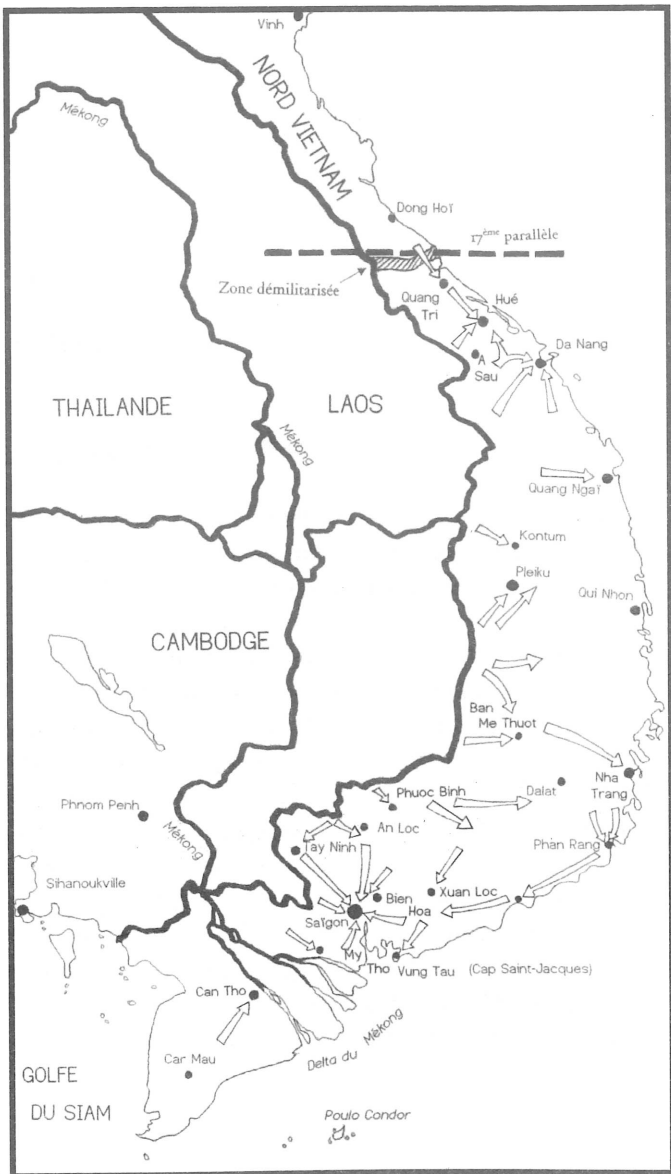 Vinh
NORD VIETNAM
Mékong
Dong Hoï
17ème parallèle
Zone démilitarisée
Quang
Tri
Hué
Da Nang
A
Sau
THAILANDE
LAOS
Mékong
Quang Ngaï
Kontum
Pleiku
Qui Nhon
CAMBODGE
Ban
Me Thuot
Nha
Trang
Phuoc Binh
Dalat
Phnom Penh
Mékong
An Loc
Tay Ninh
Phan Rang
Sihanoukville
Bien
Hoa
Xuan Loc
Saïgon
My
Tho
Vung Tau (Cap Saint-Jacques)
Can Tho
Car Mau
Delta du Mékong
GOLFE
DU SIAM
Poulo Condor